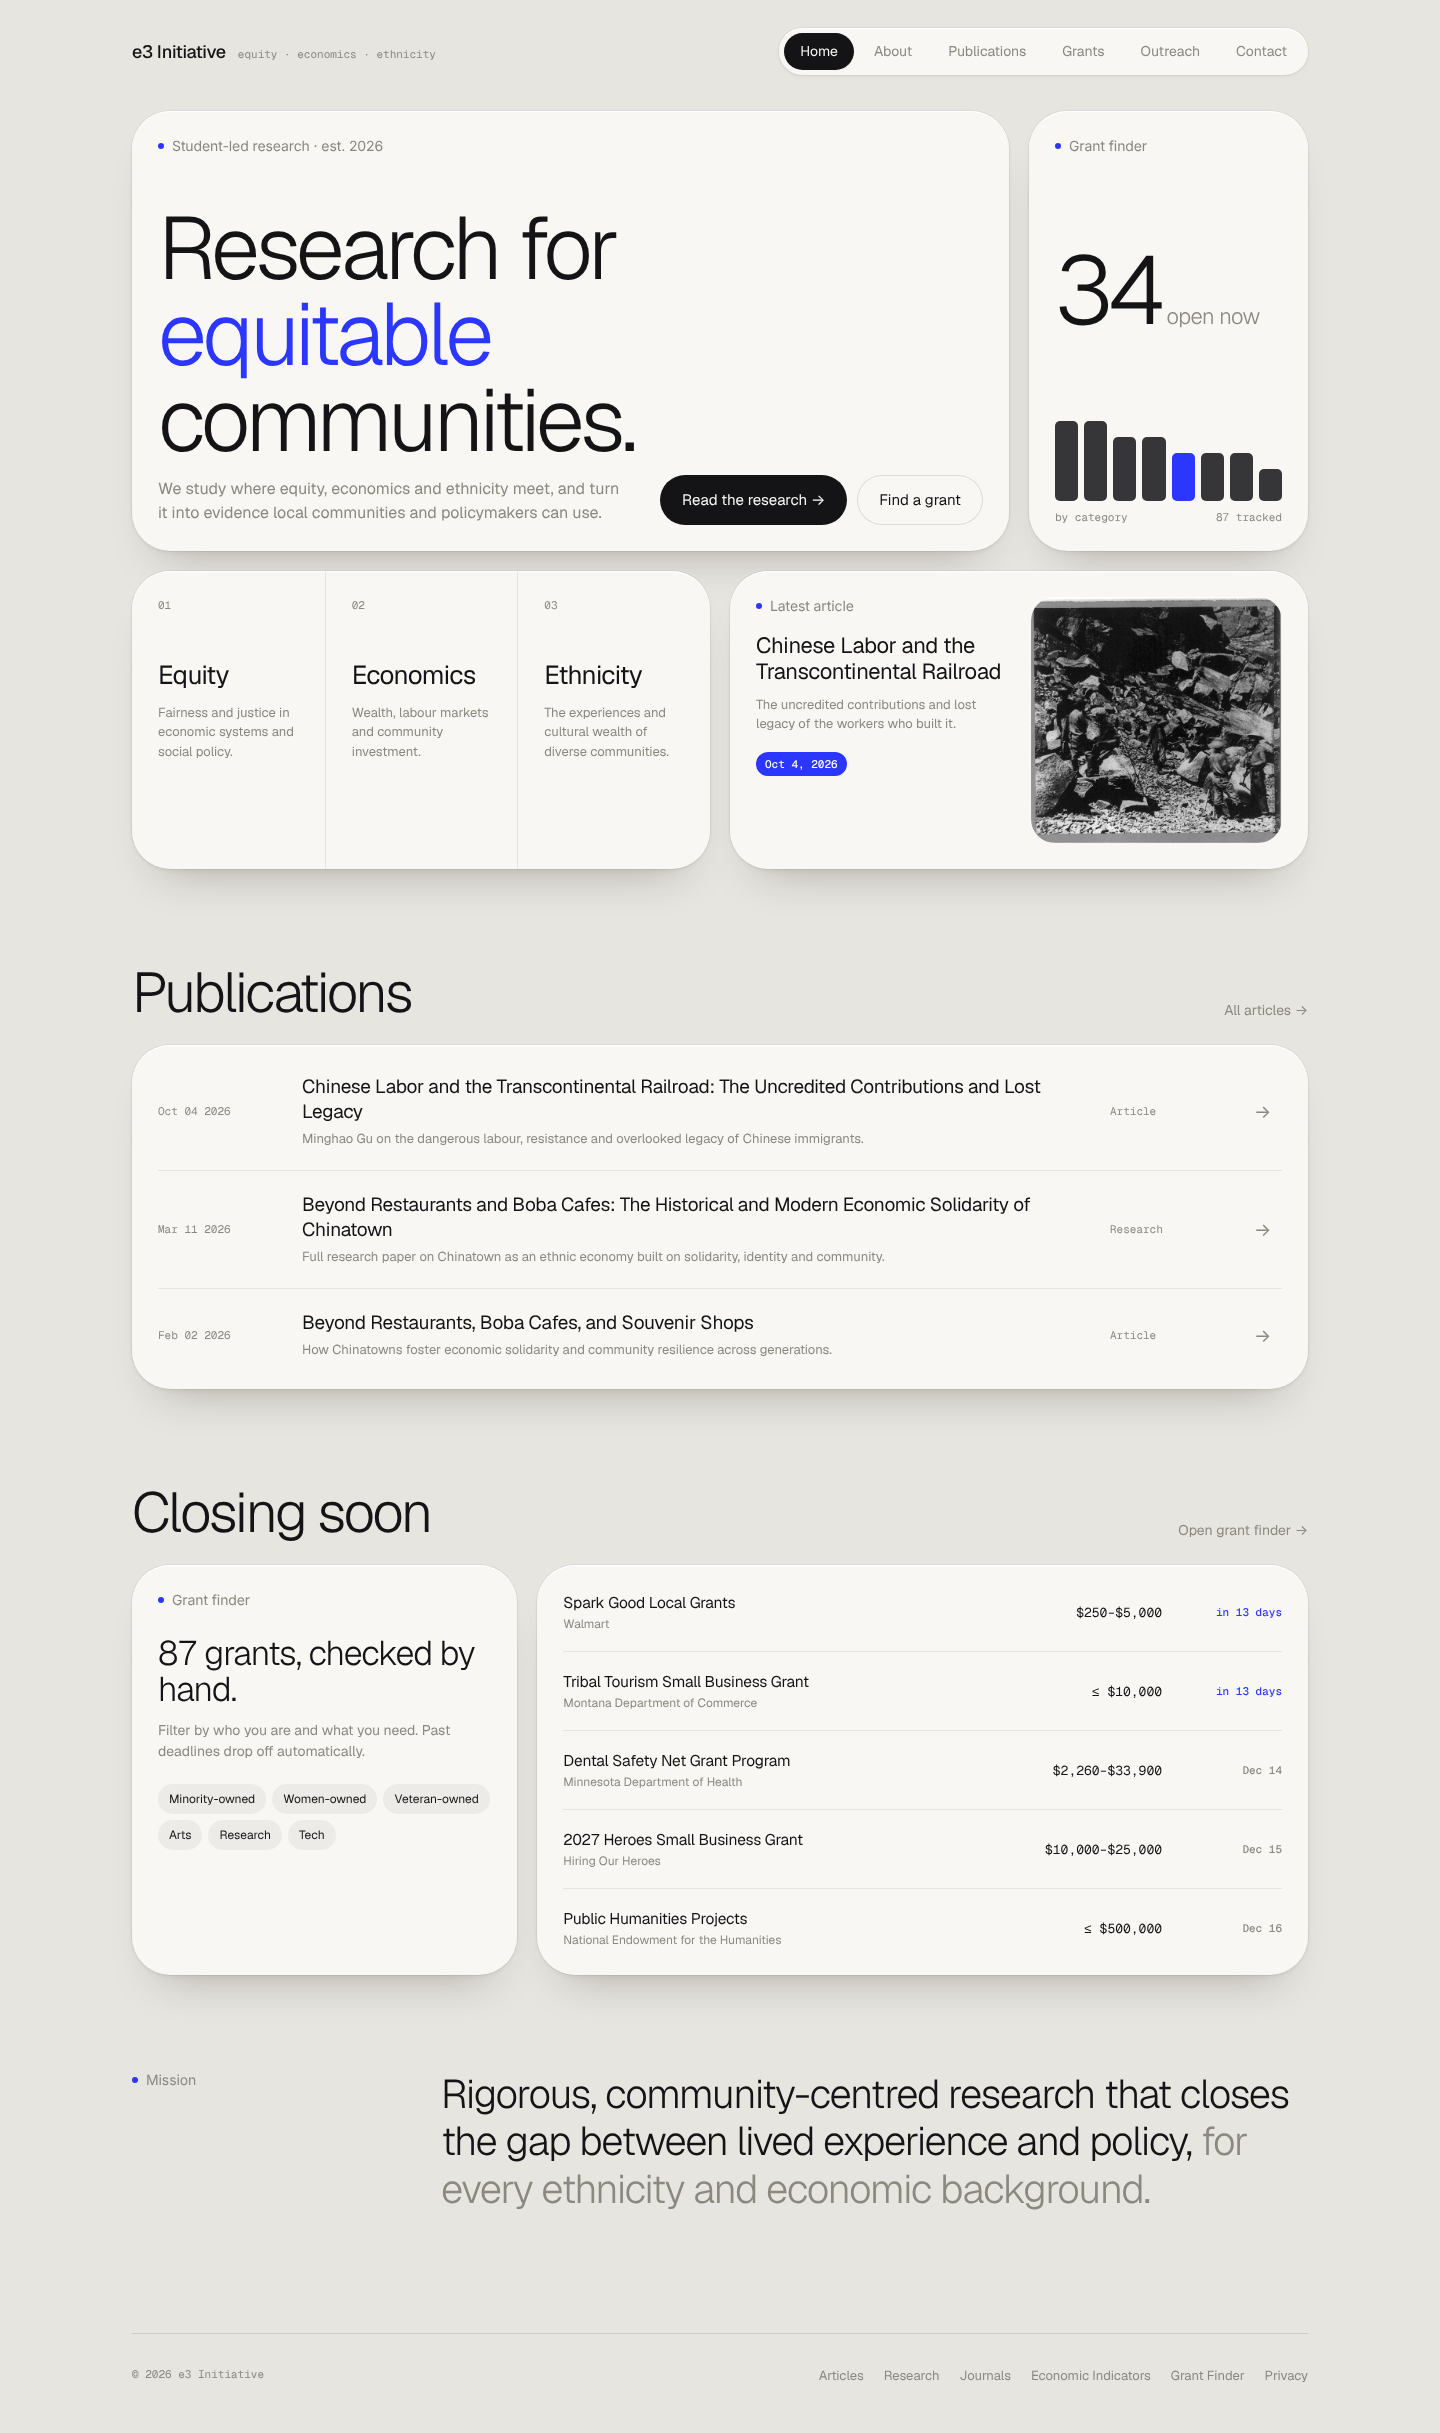 e3 Initiative equity · economics · ethnicity
Home About Publications Grants Outreach Contact
Student-led research · est. 2026
Research for
equitable
communities.
We study where equity, economics and ethnicity meet, and turn
it into evidence local communities and policymakers can use.
Read the research →
Find a grant
Grant finder
34 open now
by category 87 tracked
01
Equity
Fairness and justice in
economic systems and
social policy.
02
Economics
Wealth, labour markets
and community
investment.
03
Ethnicity
The experiences and
cultural wealth of
diverse communities.
Latest article
Chinese Labor and the
Transcontinental Railroad
The uncredited contributions and lost
legacy of the workers who built it.
Oct 4, 2026
Publications
All articles →
Oct 04 2026
Chinese Labor and the Transcontinental Railroad: The Uncredited Contributions and Lost
Legacy
Minghao Gu on the dangerous labour, resistance and overlooked legacy of Chinese immigrants.
Article →
Mar 11 2026
Beyond Restaurants and Boba Cafes: The Historical and Modern Economic Solidarity of
Chinatown
Full research paper on Chinatown as an ethnic economy built on solidarity, identity and community.
Research →
Feb 02 2026
Beyond Restaurants, Boba Cafes, and Souvenir Shops
How Chinatowns foster economic solidarity and community resilience across generations.
Article →
Closing soon
Open grant finder →
Grant finder
87 grants, checked by
hand.
Filter by who you are and what you need. Past
deadlines drop off automatically.
Minority-owned Women-owned Veteran-owned
Arts Research Tech
Spark Good Local Grants
Walmart
$250–$5,000 in 13 days
Tribal Tourism Small Business Grant
Montana Department of Commerce
≤ $10,000 in 13 days
Dental Safety Net Grant Program
Minnesota Department of Health
$2,260–$33,900 Dec 14
2027 Heroes Small Business Grant
Hiring Our Heroes
$10,000–$25,000 Dec 15
Public Humanities Projects
National Endowment for the Humanities
≤ $500,000 Dec 16
Mission
Rigorous, community-centred research that closes
the gap between lived experience and policy, for
every ethnicity and economic background.
© 2026 e3 Initiative
Articles Research Journals Economic Indicators Grant Finder Privacy